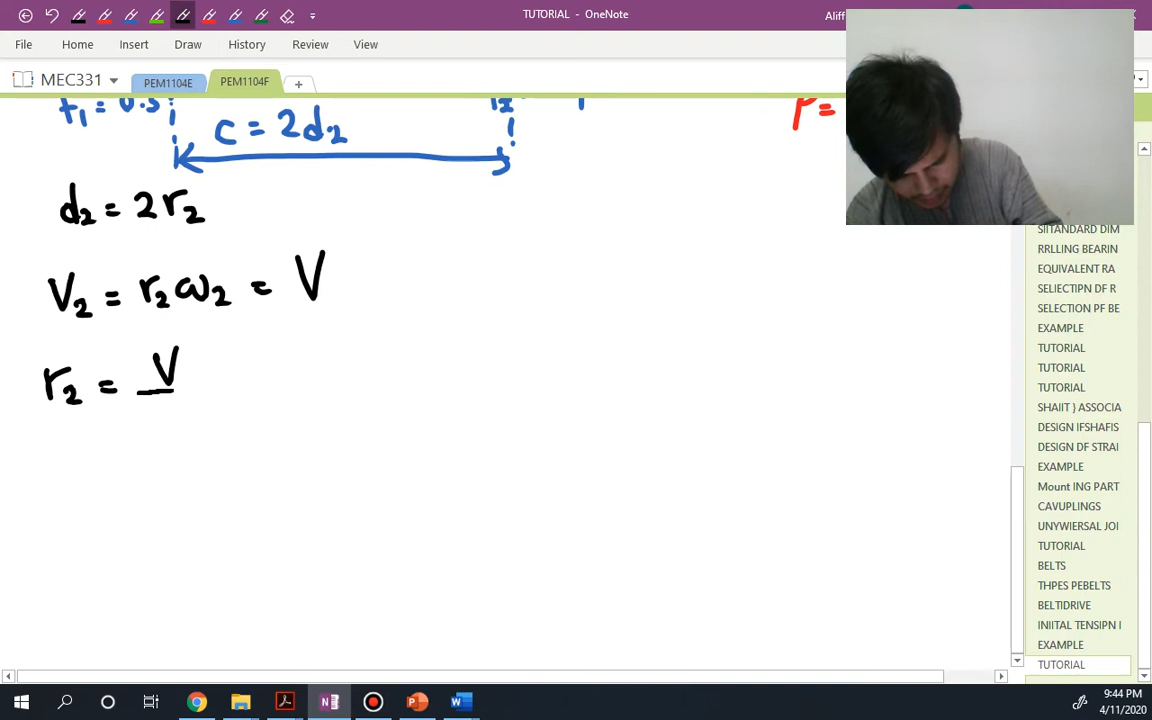 TUTORIAL - OneNote
Aliff
File Home Insert Draw History Review View
MEC331
PEM1104E
PEM1104F
C = 2d2
d2 = 2r2
V2 = r2ω2 = V
r2 = V
SIITANDARD DIM
RRLLING BEARIN
EQUIVALENT RA
SELIECTIPN DF R
SELECTION PF BE
EXAMPLE
TUTORIAL
TUTORIAL
TUTORIAL
SHAIIT } ASSOCIA
DESIGN IFSHAFIS
DESIGN DF STRAI
EXAMPLE
Mount ING PART
CAVUPLINGS
UNYWIERSAL JOI
TUTORIAL
BELTS
THPES PEBELTS
BELTIDRIVE
INIITAL TENSIPN I
EXAMPLE
TUTORIAL
9:44 PM
4/11/2020